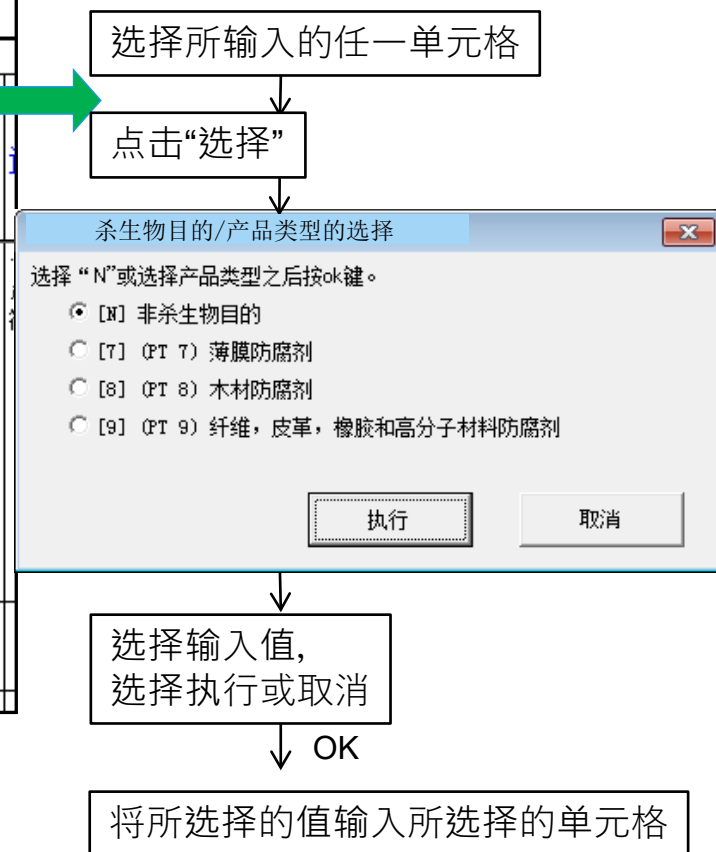 选择所输入的任一单元格
点击“选择”
杀生物目的/产品类型的选择
选择“N”或选择产品类型之后按ok健。
[N] 非杀生物目的
[7] (PT 7) 薄膜防腐剂
[8] (PT 8) 木材防腐剂
[9] (PT 9) 纤维，皮革，橡胶和高分子材料防腐剂
执行
取消
选择输入值,
选择执行或取消
OK
将所选择的值输入所选择的单元格